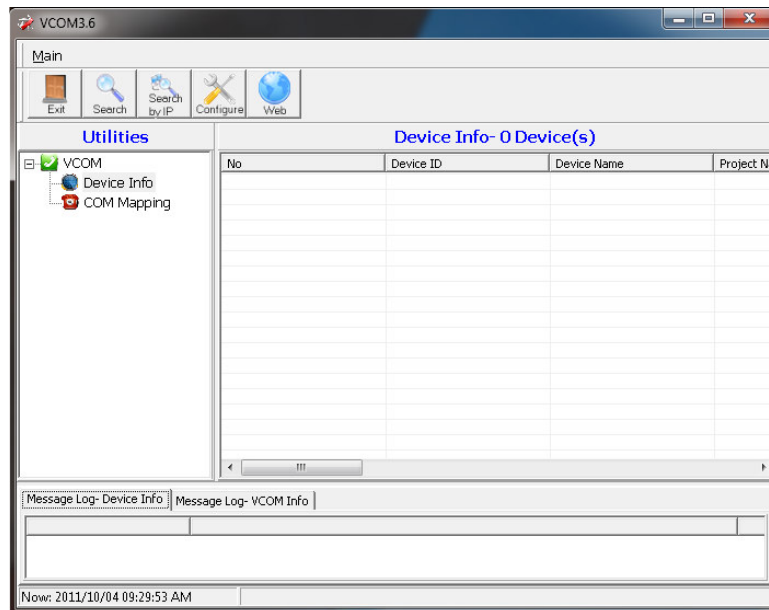 VCOM3.6
Main
Exit
Search
Search
by IP
Configure
Web
Utilities
Device Info- 0 Device(s)
VCOM
Device Info
COM Mapping
No Device ID Device Name Project N
Message Log- Device Info Message Log- VCOM Info
Now: 2011/10/04 09:29:53 AM